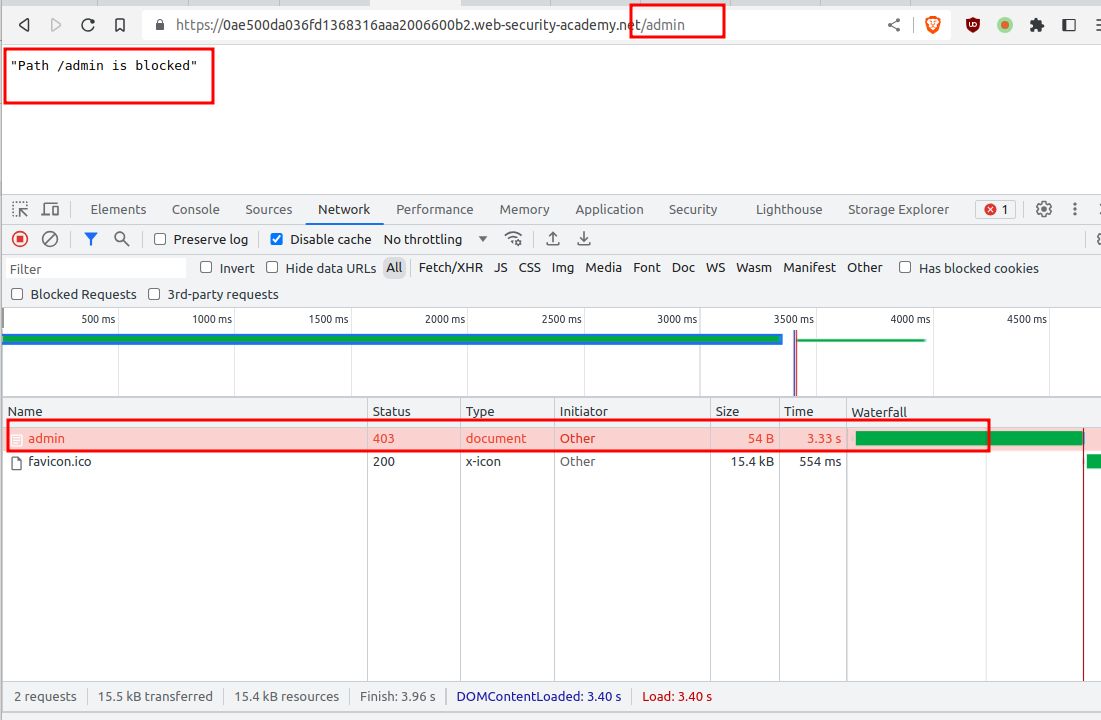 https://0ae500da036fd1368316aaa2006600b2.web-security-academy.net/admin
"Path /admin is blocked"
Elements Console Sources Network Performance Memory Application Security Lighthouse Storage Explorer 1
Preserve log Disable cache No throttling
Filter Invert Hide data URLs All Fetch/XHR JS CSS Img Media Font Doc WS Wasm Manifest Other Has blocked cookies
Blocked Requests 3rd-party requests
500 ms 1000 ms 1500 ms 2000 ms 2500 ms 3000 ms 3500 ms 4000 ms 4500 ms
Name Status Type Initiator Size Time Waterfall
admin 403 document Other 54 B 3.33 s
favicon.ico 200 x-icon Other 15.4 kB 554 ms
2 requests 15.5 kB transferred 15.4 kB resources Finish: 3.96 s DOMContentLoaded: 3.40 s Load: 3.40 s